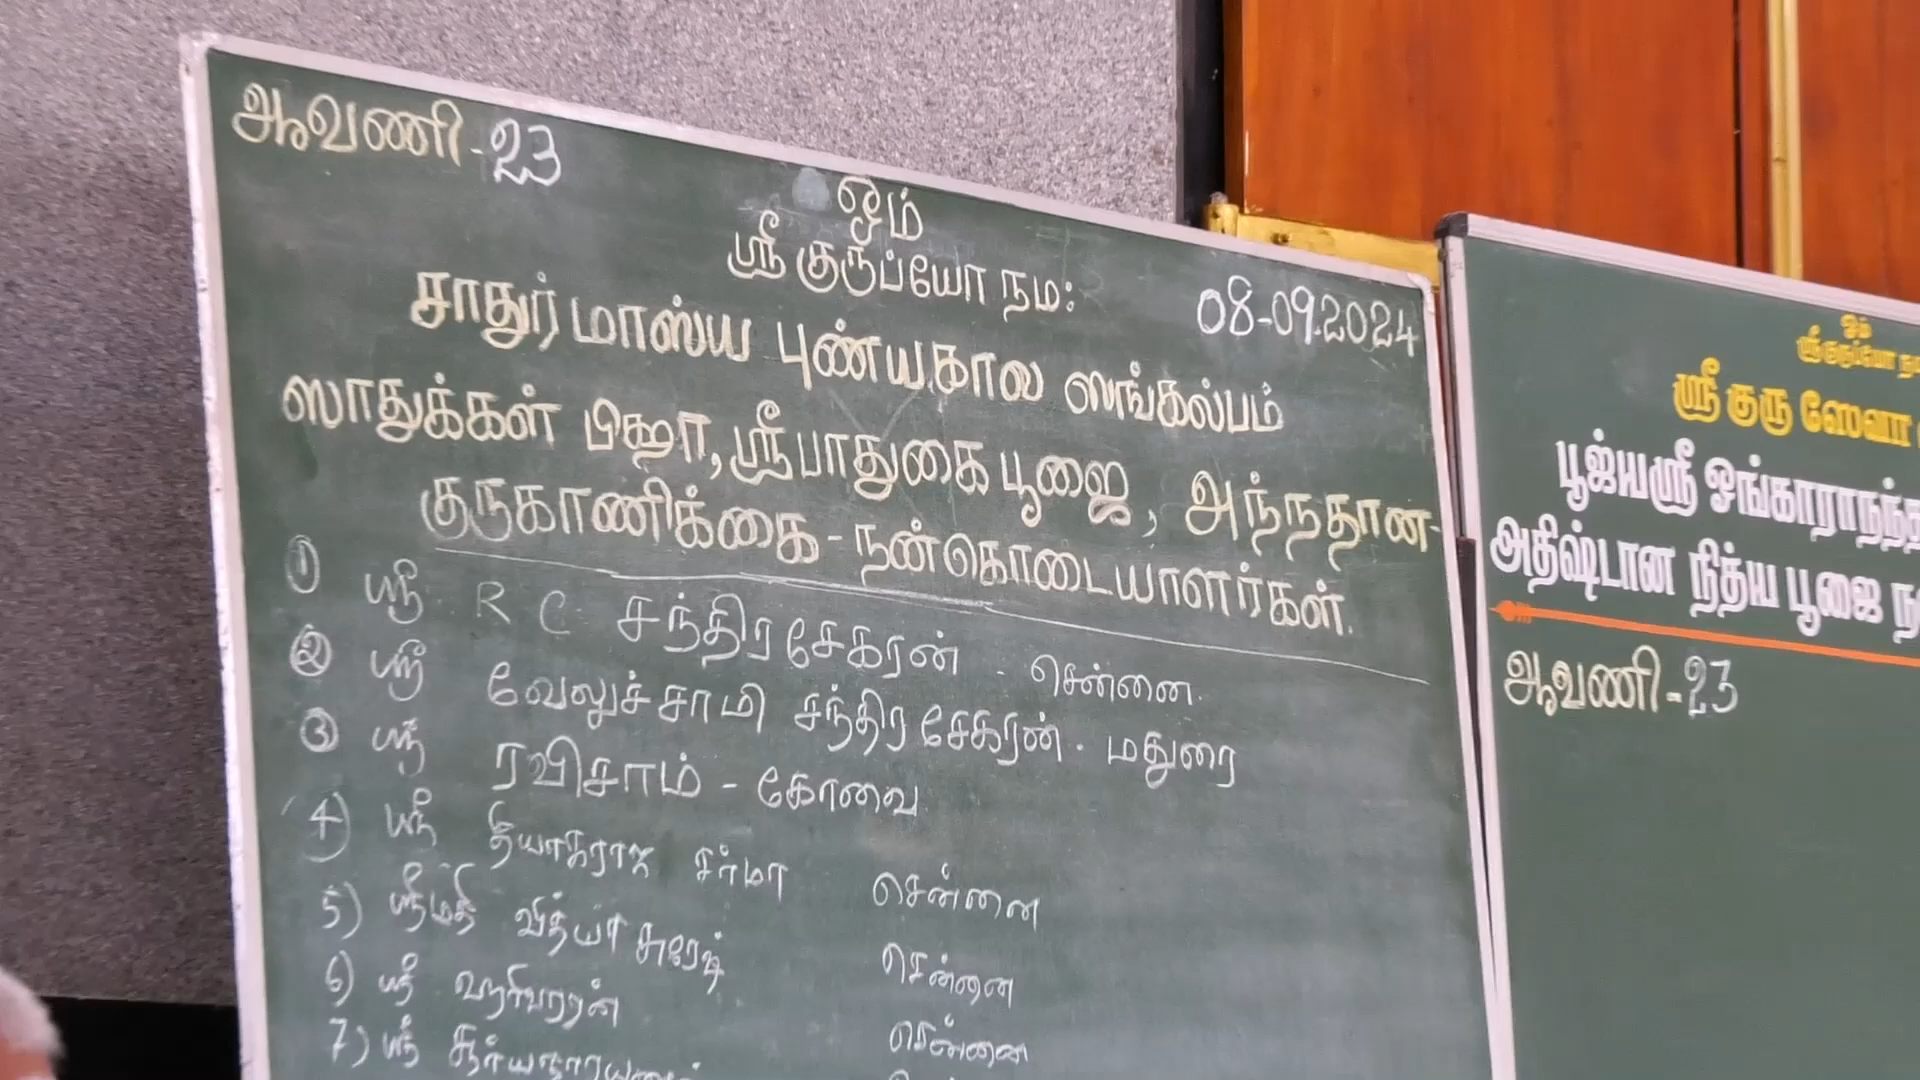 ஆவணி - 23
ஓம்
ஸ்ரீ குருப்யோ நம:
08-09-2024
சாதுர்மாஸ்ய புண்யகால ஸங்கல்பம்
ஸாதுக்கள் பிக்ஷா, ஸ்ரீபாதுகை பூஜை, அந்நதான-
குருகாணிக்கை - நன்கொடையாளர்கள்.
1) ஸ்ரீ R C சந்திரசேகரன் - சென்னை.
2) ஸ்ரீ வேலுச்சாமி சந்திரசேகரன். மதுரை
3) ஸ்ரீ ரவிசாம் - கோவை
4) ஸ்ரீ தியாகராஜ சர்மா சென்னை
5) ஸ்ரீமதி வித்யா சுரேஷ் சென்னை
6) ஸ்ரீ ஹரிஹரன் சென்னை
7) ஸ்ரீ
ஓம்
ஸ்ரீ குருப்யோ
ஸ்ரீ குரு ஸேவா
பூஜ்யஸ்ரீ ஓங்காராநந்த
அதிஷ்டான நித்ய பூஜை ந
ஆவணி - 23